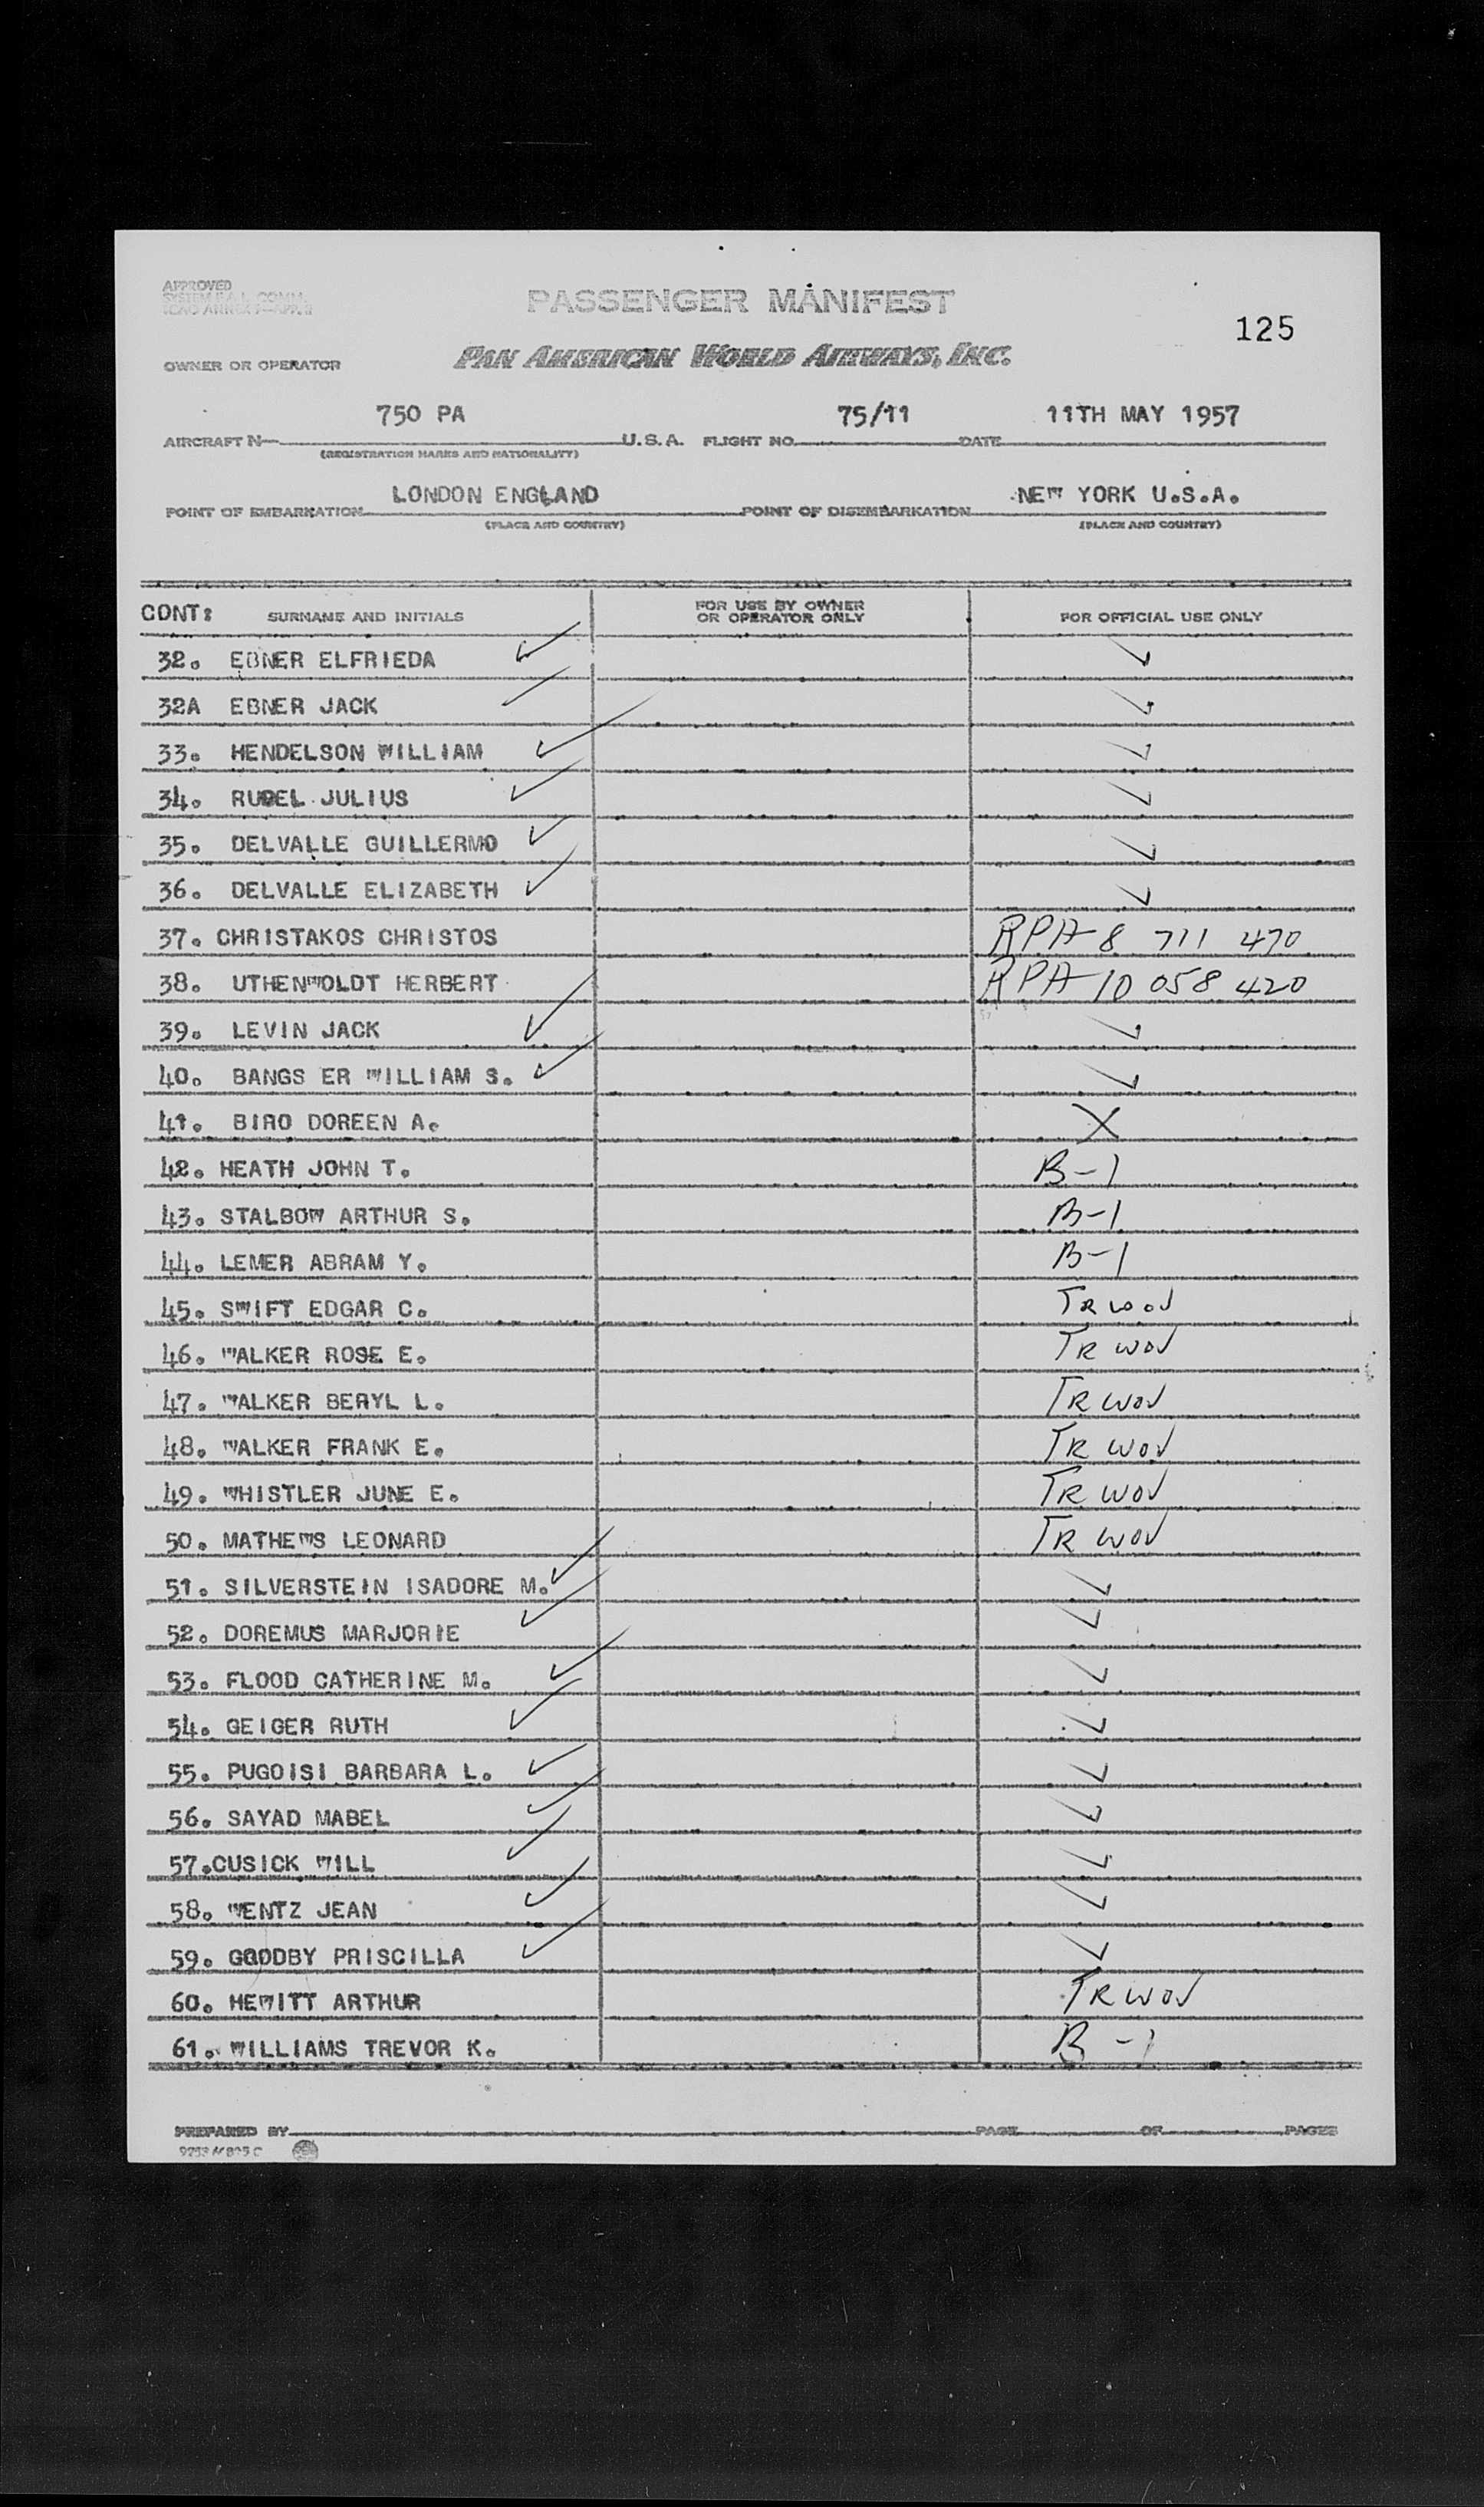 APPROVED
PASSENGER MANIFEST
125
OWNER OR OPERATOR PAN AMERICAN WORLD AIRWAYS, INC.
750 PA 75/11 11TH MAY 1957
AIRCRAFT N— U.S.A. FLIGHT NO. DATE
(REGISTRATION MARKS AND NATIONALITY)
LONDON ENGLAND NEW YORK U.S.A.
POINT OF EMBARKATION POINT OF DISEMBARKATION
(PLACE AND COUNTRY) (PLACE AND COUNTRY)
CONT: SURNAME AND INITIALS FOR USE BY OWNER OR OPERATOR ONLY FOR OFFICIAL USE ONLY
32. EBNER ELFRIEDA ✓ ✓
32A EBNER JACK ✓ ✓
33. HENDELSON WILLIAM ✓ ✓
34. RUDEL JULIUS ✓ ✓
35. DELVALLE GUILLERMO ✓ ✓
36. DELVALLE ELIZABETH ✓ ✓
37. CHRISTAKOS CHRISTOS RPA 8 711 470
38. UTHENWOLDT HERBERT RPA 10 058 420
39. LEVIN JACK ✓ ✓
40. BANGS ER WILLIAM S. ✓ ✓
41. BIRO DOREEN A. X
42. HEATH JOHN T. B-1
43. STALBOW ARTHUR S. B-1
44. LEMER ABRAM Y. B-1
45. SWIFT EDGAR C. TR WOV
46. WALKER ROSE E. TR WOV
47. WALKER BERYL L. TR WOV
48. WALKER FRANK E. TR WOV
49. WHISTLER JUNE E. TR WOV
50. MATHEWS LEONARD TR WOV
51. SILVERSTEIN ISADORE M. ✓ ✓
52. DOREMUS MARJORIE ✓ ✓
53. FLOOD CATHERINE M. ✓ ✓
54. GEIGER RUTH ✓ ✓
55. PUGOISI BARBARA L. ✓ ✓
56. SAYAD MABEL ✓ ✓
57.CUSICK WILL ✓ ✓
58. WENTZ JEAN ✓ ✓
59. GOODBY PRISCILLA ✓ ✓
60. HEWITT ARTHUR TR WOV
61. WILLIAMS TREVOR K. B-1
PREPARED BY PAGE OF PAGES